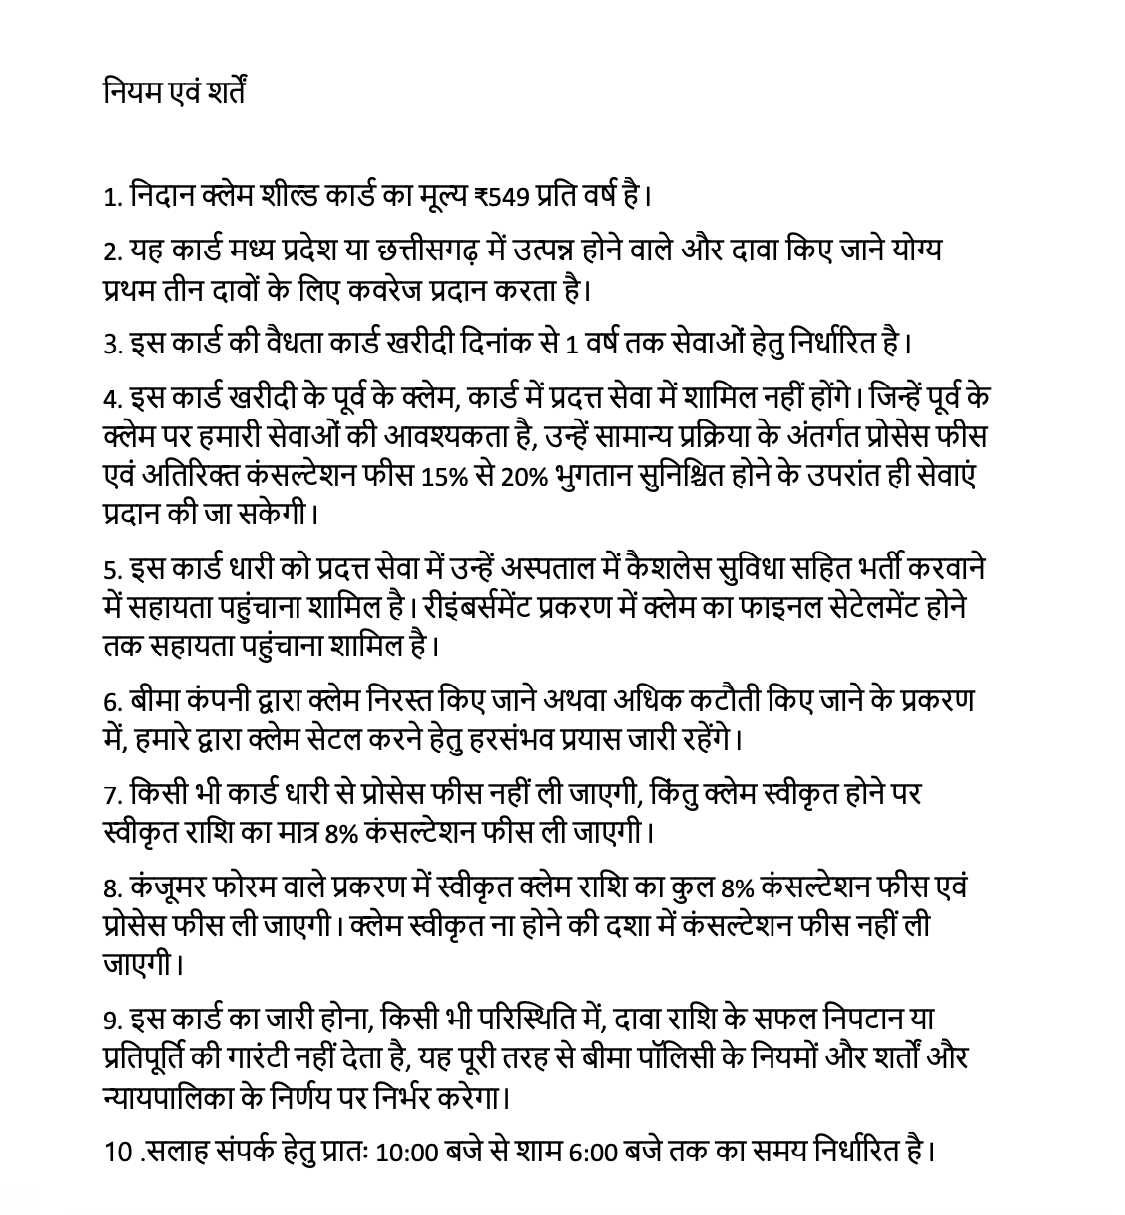 नियम एवं शर्तें
1. निदान क्लेम शील्ड कार्ड का मूल्य ₹549 प्रति वर्ष है।
2. यह कार्ड मध्य प्रदेश या छत्तीसगढ़ में उत्पन्न होने वाले और दावा किए जाने योग्य
प्रथम तीन दावों के लिए कवरेज प्रदान करता है।
3. इस कार्ड की वैधता कार्ड खरीदी दिनांक से 1 वर्ष तक सेवाओं हेतु निर्धारित है।
4. इस कार्ड खरीदी के पूर्व के क्लेम, कार्ड में प्रदत्त सेवा में शामिल नहीं होंगे। जिन्हें पूर्व के
क्लेम पर हमारी सेवाओं की आवश्यकता है, उन्हें सामान्य प्रक्रिया के अंतर्गत प्रोसेस फीस
एवं अतिरिक्त कंसल्टेशन फीस 15% से 20% भुगतान सुनिश्चित होने के उपरांत ही सेवाएं
प्रदान की जा सकेगी।
5. इस कार्ड धारी को प्रदत्त सेवा में उन्हें अस्पताल में कैशलेस सुविधा सहित भर्ती करवाने
में सहायता पहुंचाना शामिल है। रीइंबर्समेंट प्रकरण में क्लेम का फाइनल सेटेलमेंट होने
तक सहायता पहुंचाना शामिल है।
6. बीमा कंपनी द्वारा क्लेम निरस्त किए जाने अथवा अधिक कटौती किए जाने के प्रकरण
में, हमारे द्वारा क्लेम सेटल करने हेतु हरसंभव प्रयास जारी रहेंगे।
7. किसी भी कार्ड धारी से प्रोसेस फीस नहीं ली जाएगी, किंतु क्लेम स्वीकृत होने पर
स्वीकृत राशि का मात्र 8% कंसल्टेशन फीस ली जाएगी।
8. कंजूमर फोरम वाले प्रकरण में स्वीकृत क्लेम राशि का कुल 8% कंसल्टेशन फीस एवं
प्रोसेस फीस ली जाएगी। क्लेम स्वीकृत ना होने की दशा में कंसल्टेशन फीस नहीं ली
जाएगी।
9. इस कार्ड का जारी होना, किसी भी परिस्थिति में, दावा राशि के सफल निपटान या
प्रतिपूर्ति की गारंटी नहीं देता है, यह पूरी तरह से बीमा पॉलिसी के नियमों और शर्तों और
न्यायपालिका के निर्णय पर निर्भर करेगा।
10 .सलाह संपर्क हेतु प्रातः 10:00 बजे से शाम 6:00 बजे तक का समय निर्धारित है।